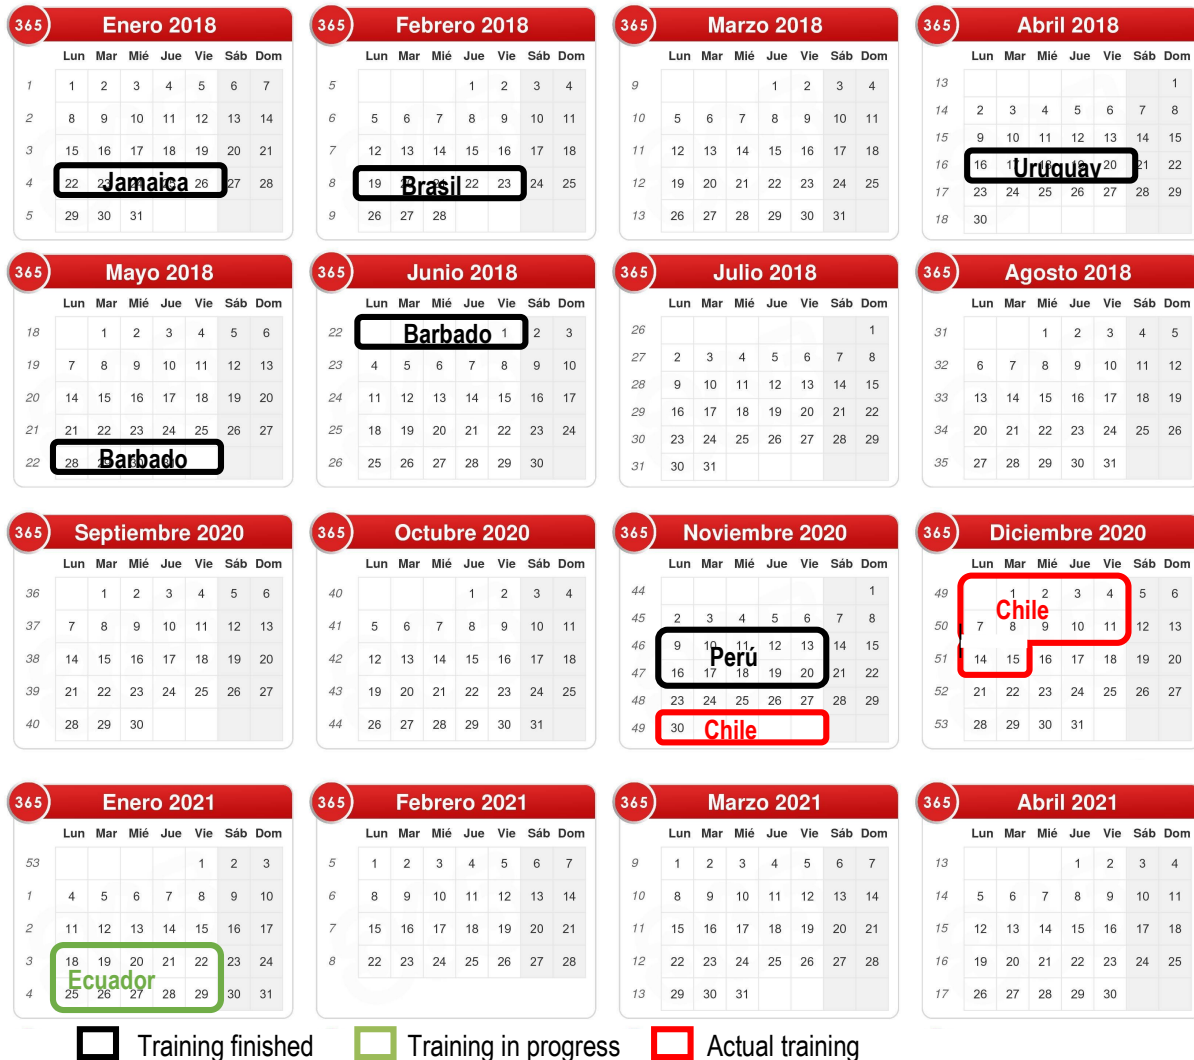 365 Enero 2018 365 Febrero 2018 365 Marzo 2018 365 Abril 2018
Lun Mar Mié Jue Vie Sáb Dom Lun Mar Mié Jue Vie Sáb Dom Lun Mar Mié Jue Vie Sáb Dom Lun Mar Mié Jue Vie Sáb Dom
1 1 2 3 4 5 6 7 5 1 2 3 4 9 1 2 3 4 13 1
2 8 9 10 11 12 13 14 6 5 6 7 8 9 10 11 10 5 6 7 8 9 10 11 14 2 3 4 5 6 7 8
3 15 16 17 18 19 20 21 7 12 13 14 15 16 17 18 11 12 13 14 15 16 17 18 15 9 10 11 12 13 14 15
4 22 23 24 25 26 27 28 8 19 20 21 22 23 24 25 12 19 20 21 22 23 24 25 16 16 17 18 19 20 21 22
Jamaica Brasil Uruguay
5 29 30 31 9 26 27 28 13 26 27 28 29 30 31 17 23 24 25 26 27 28 29
18 30
365 Mayo 2018 365 Junio 2018 365 Julio 2018 365 Agosto 2018
Lun Mar Mié Jue Vie Sáb Dom Lun Mar Mié Jue Vie Sáb Dom Lun Mar Mié Jue Vie Sáb Dom Lun Mar Mié Jue Vie Sáb Dom
18 1 2 3 4 5 6 22 Barbado 1 2 3 26 1 31 1 2 3 4 5
19 7 8 9 10 11 12 13 23 4 5 6 7 8 9 10 27 2 3 4 5 6 7 8 32 6 7 8 9 10 11 12
20 14 15 16 17 18 19 20 24 11 12 13 14 15 16 17 28 9 10 11 12 13 14 15 33 13 14 15 16 17 18 19
21 21 22 23 24 25 26 27 25 18 19 20 21 22 23 24 29 16 17 18 19 20 21 22 34 20 21 22 23 24 25 26
22 28 29 30 31 26 25 26 27 28 29 30 30 23 24 25 26 27 28 29 35 27 28 29 30 31
Barbado
31 30 31
365 Septiembre 2020 365 Octubre 2020 365 Noviembre 2020 365 Diciembre 2020
Lun Mar Mié Jue Vie Sáb Dom Lun Mar Mié Jue Vie Sáb Dom Lun Mar Mié Jue Vie Sáb Dom Lun Mar Mié Jue Vie Sáb Dom
36 1 2 3 4 5 6 40 1 2 3 4 44 1 49 1 2 3 4 5 6
Chile
37 7 8 9 10 11 12 13 41 5 6 7 8 9 10 11 45 2 3 4 5 6 7 8 50 7 8 9 10 11 12 13
38 14 15 16 17 18 19 20 42 12 13 14 15 16 17 18 46 9 10 11 12 13 14 15 51 14 15 16 17 18 19 20
Perú
39 21 22 23 24 25 26 27 43 19 20 21 22 23 24 25 47 16 17 18 19 20 21 22 52 21 22 23 24 25 26 27
40 28 29 30 44 26 27 28 29 30 31 48 23 24 25 26 27 28 29 53 28 29 30 31
49 30 Chile
365 Enero 2021 365 Febrero 2021 365 Marzo 2021 365 Abril 2021
Lun Mar Mié Jue Vie Sáb Dom Lun Mar Mié Jue Vie Sáb Dom Lun Mar Mié Jue Vie Sáb Dom Lun Mar Mié Jue Vie Sáb Dom
53 1 2 3 5 1 2 3 4 5 6 7 9 1 2 3 4 5 6 7 13 1 2 3 4
1 4 5 6 7 8 9 10 6 8 9 10 11 12 13 14 10 8 9 10 11 12 13 14 14 5 6 7 8 9 10 11
2 11 12 13 14 15 16 17 7 15 16 17 18 19 20 21 11 15 16 17 18 19 20 21 15 12 13 14 15 16 17 18
3 18 19 20 21 22 23 24 8 22 23 24 25 26 27 28 12 22 23 24 25 26 27 28 16 19 20 21 22 23 24 25
Ecuador
4 25 26 27 28 29 30 31 13 29 30 31 17 26 27 28 29 30
Training finished Training in progress Actual training